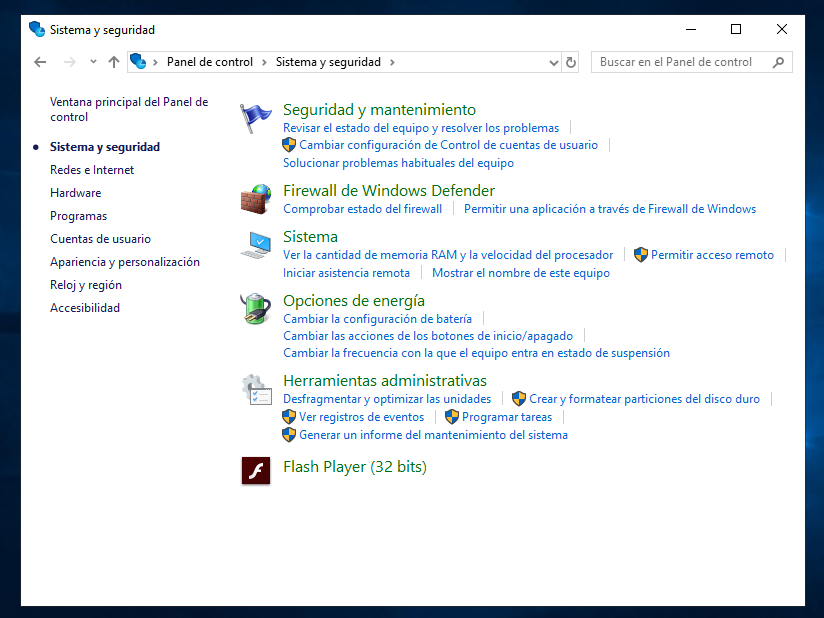 Sistema y seguridad
Panel de control Sistema y seguridad
Buscar en el Panel de control
Ventana principal del Panel de
control
Sistema y seguridad
Redes e Internet
Hardware
Programas
Cuentas de usuario
Apariencia y personalización
Reloj y región
Accesibilidad
Seguridad y mantenimiento
Revisar el estado del equipo y resolver los problemas
Cambiar configuración de Control de cuentas de usuario
Solucionar problemas habituales del equipo
Firewall de Windows Defender
Comprobar estado del firewall Permitir una aplicación a través de Firewall de Windows
Sistema
Ver la cantidad de memoria RAM y la velocidad del procesador Permitir acceso remoto
Iniciar asistencia remota Mostrar el nombre de este equipo
Opciones de energía
Cambiar la configuración de batería
Cambiar las acciones de los botones de inicio/apagado
Cambiar la frecuencia con la que el equipo entra en estado de suspensión
Herramientas administrativas
Desfragmentar y optimizar las unidades Crear y formatear particiones del disco duro
Ver registros de eventos Programar tareas
Generar un informe del mantenimiento del sistema
Flash Player (32 bits)